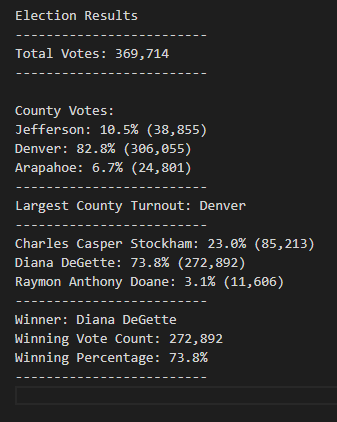 Election Results
-------------------------
Total Votes: 369,714
-------------------------
County Votes:
Jefferson: 10.5% (38,855)
Denver: 82.8% (306,055)
Arapahoe: 6.7% (24,801)
-------------------------
Largest County Turnout: Denver
-------------------------
Charles Casper Stockham: 23.0% (85,213)
Diana DeGette: 73.8% (272,892)
Raymon Anthony Doane: 3.1% (11,606)
-------------------------
Winner: Diana DeGette
Winning Vote Count: 272,892
Winning Percentage: 73.8%
-------------------------